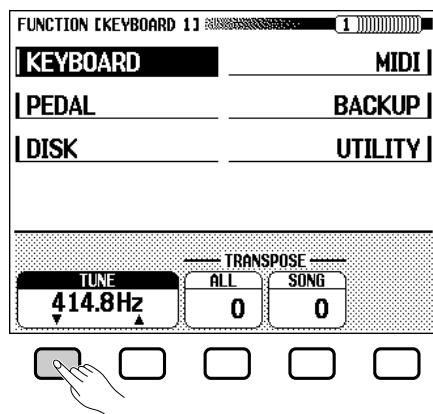 FUNCTION [KEYBOARD 1] 1
KEYBOARD MIDI
PEDAL BACKUP
DISK UTILITY
TRANSPOSE
TUNE ALL SONG
414.8Hz 0 0